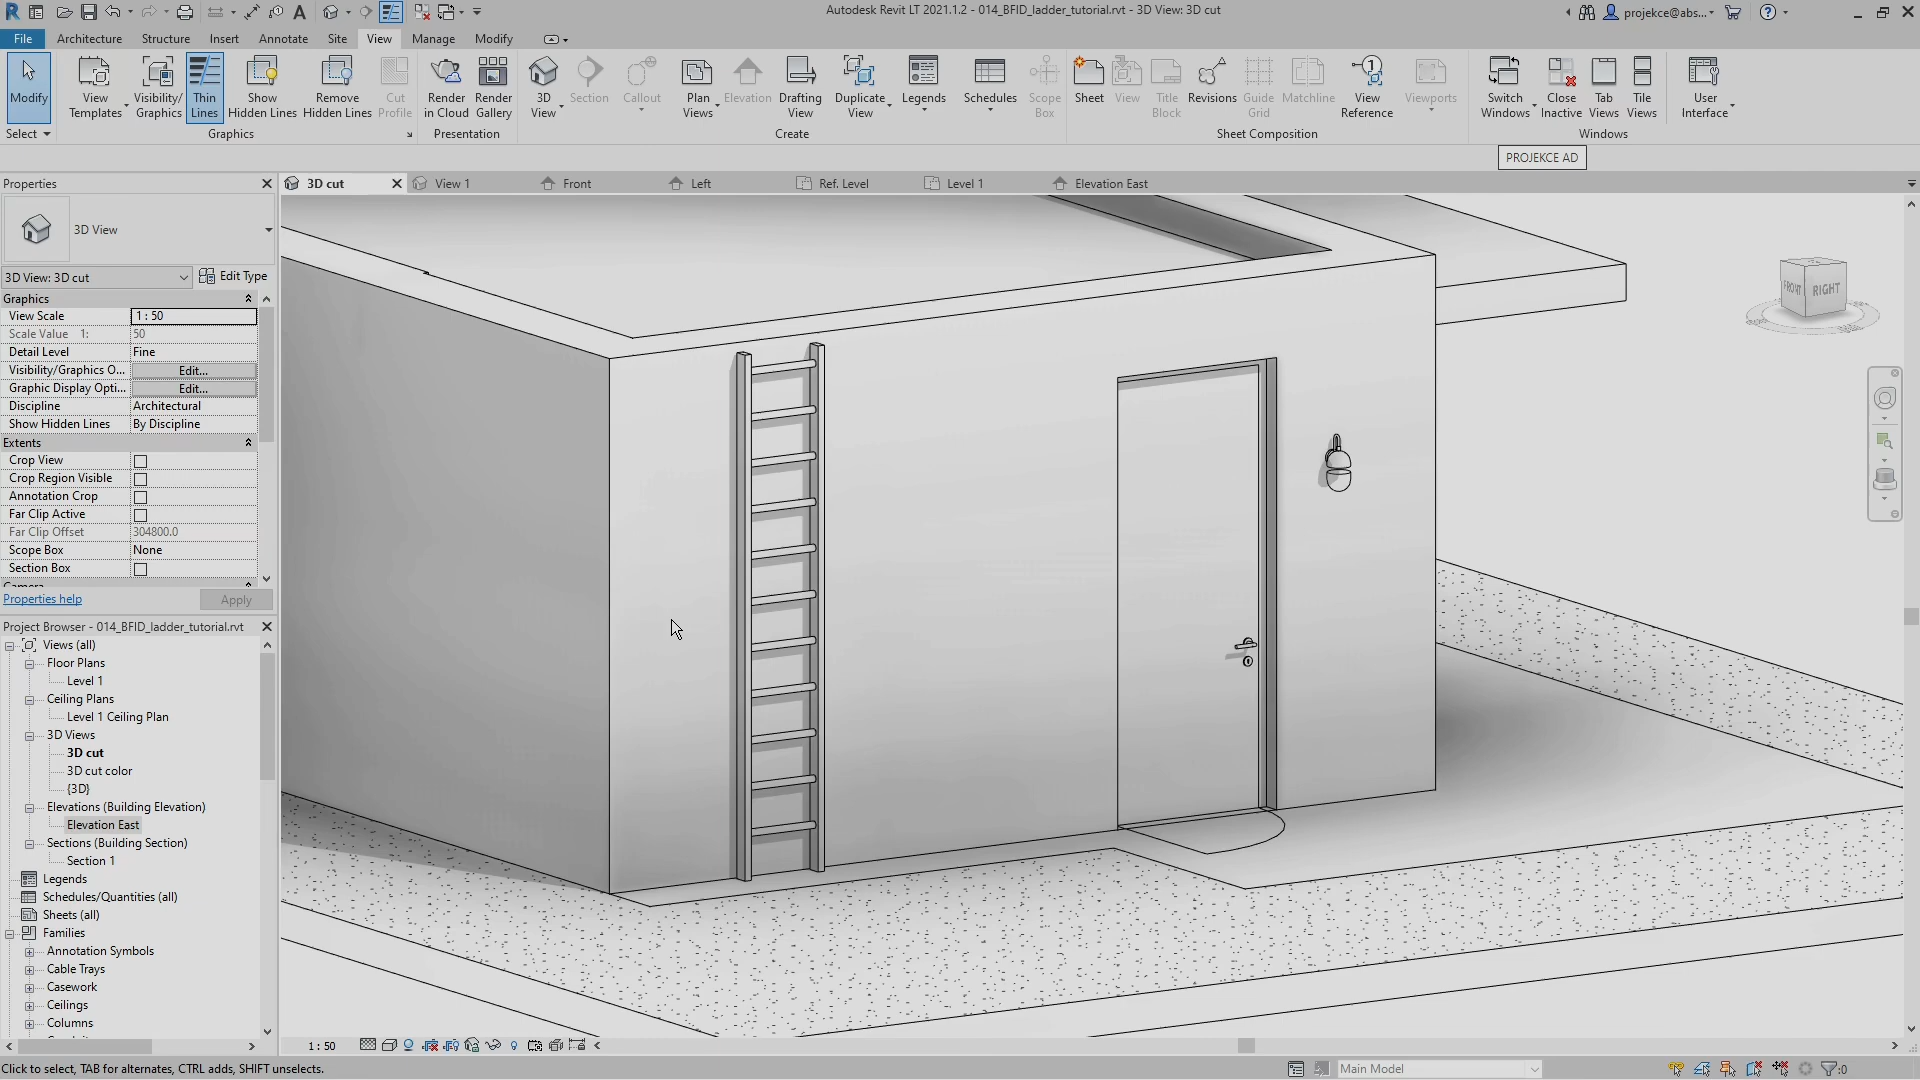 Autodesk Revit LT 2021.1.2 - 014_BFID_ladder_tutorial.rvt - 3D View: 3D cut
projekce@abs...
File Architecture Structure Insert Annotate Site View Manage Modify
Modify
View Templates
Visibility/ Graphics
Thin Lines
Show Hidden Lines
Remove Hidden Lines
Cut Profile
Render in Cloud
Render Gallery
3D View
Section
Callout
Plan Views
Elevation
Drafting View
Duplicate View
Legends
Schedules
Scope Box
Sheet
View
Title Block
Revisions
Guide Grid
Matchline
View Reference
Viewports
Switch Windows
Close Inactive
Tab Views
Tile Views
User Interface
Select Graphics Presentation Create Sheet Composition Windows
PROJEKCE AD
Properties
3D cut View 1 Front Left Ref. Level Level 1 Elevation East
3D View
3D View: 3D cut Edit Type
Graphics
View Scale 1 : 50
Scale Value 1: 50
Detail Level Fine
Visibility/Graphics O... Edit...
Graphic Display Opti... Edit...
Discipline Architectural
Show Hidden Lines By Discipline
Extents
Crop View
Crop Region Visible
Annotation Crop
Far Clip Active
Far Clip Offset 304800.0
Scope Box None
Section Box
Camera
Properties help Apply
FRONT RIGHT
Project Browser - 014_BFID_ladder_tutorial.rvt
Views (all)
Floor Plans
Level 1
Ceiling Plans
Level 1 Ceiling Plan
3D Views
3D cut
3D cut color
{3D}
Elevations (Building Elevation)
Elevation East
Sections (Building Section)
Section 1
Legends
Schedules/Quantities (all)
Sheets (all)
Families
Annotation Symbols
Cable Trays
Casework
Ceilings
Columns
1 : 50
Click to select, TAB for alternates, CTRL adds, SHIFT unselects.
Main Model
:0